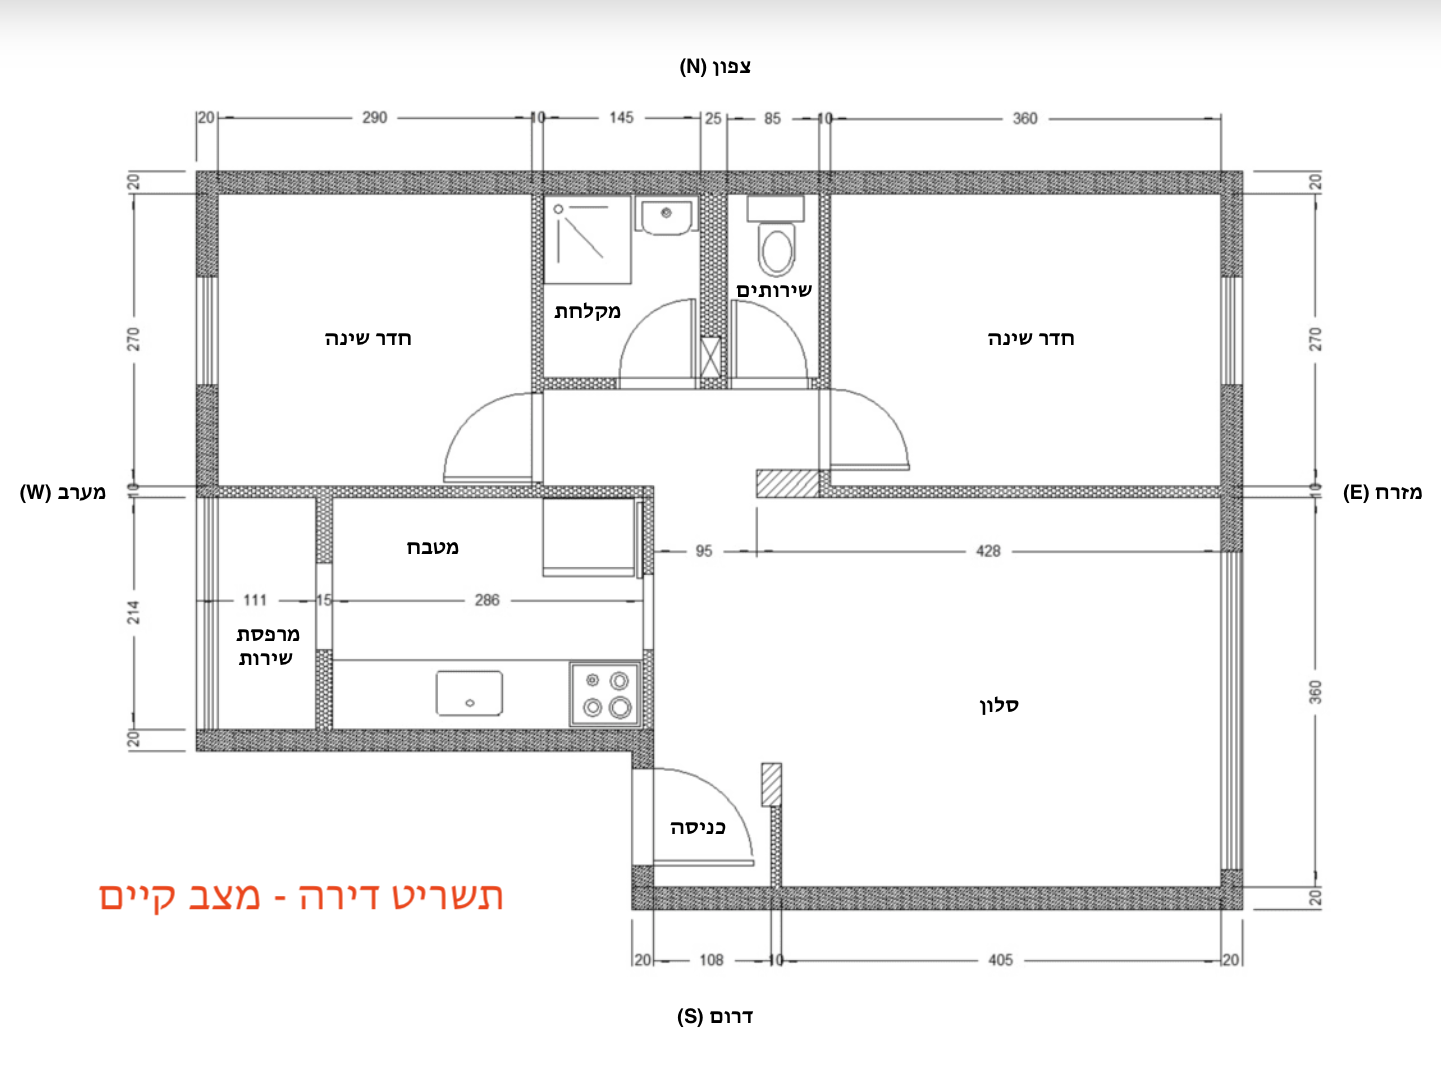 צפון (N)
20 290 10 145 25 85 10 360
20
20
חדר שינה
מקלחת
שירותים
חדר שינה
270
270
מערב (W)
10
10
מזרח (E)
מטבח
95 428
111 15 286
214
מרפסת
שירות
סלון
360
20
כניסה
תשריט דירה - מצב קיים
20
20 108 10 405 20
דרום (S)